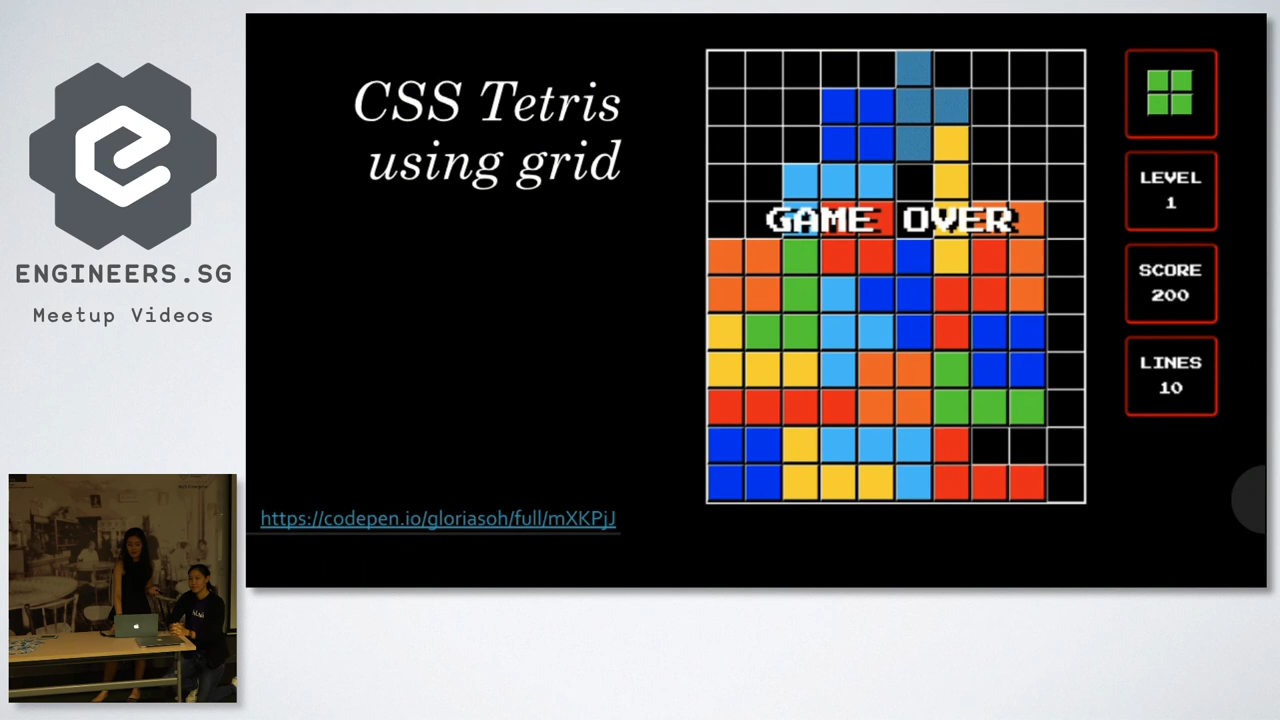 ENGINEERS.SG
Meetup Videos
CSS Tetris
using grid
https://codepen.io/gloriasoh/full/mXKPjJ
GAME OVER
LEVEL
1
SCORE
200
LINES
10